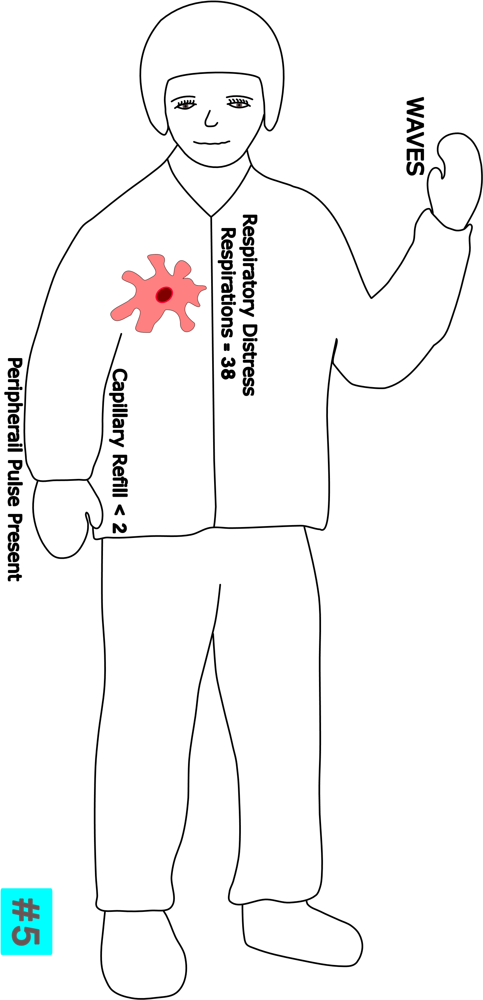 WAVES
Respiratory Distress
Respirations = 38
Capillary Refill < 2
Peripherail Pulse Present
#5